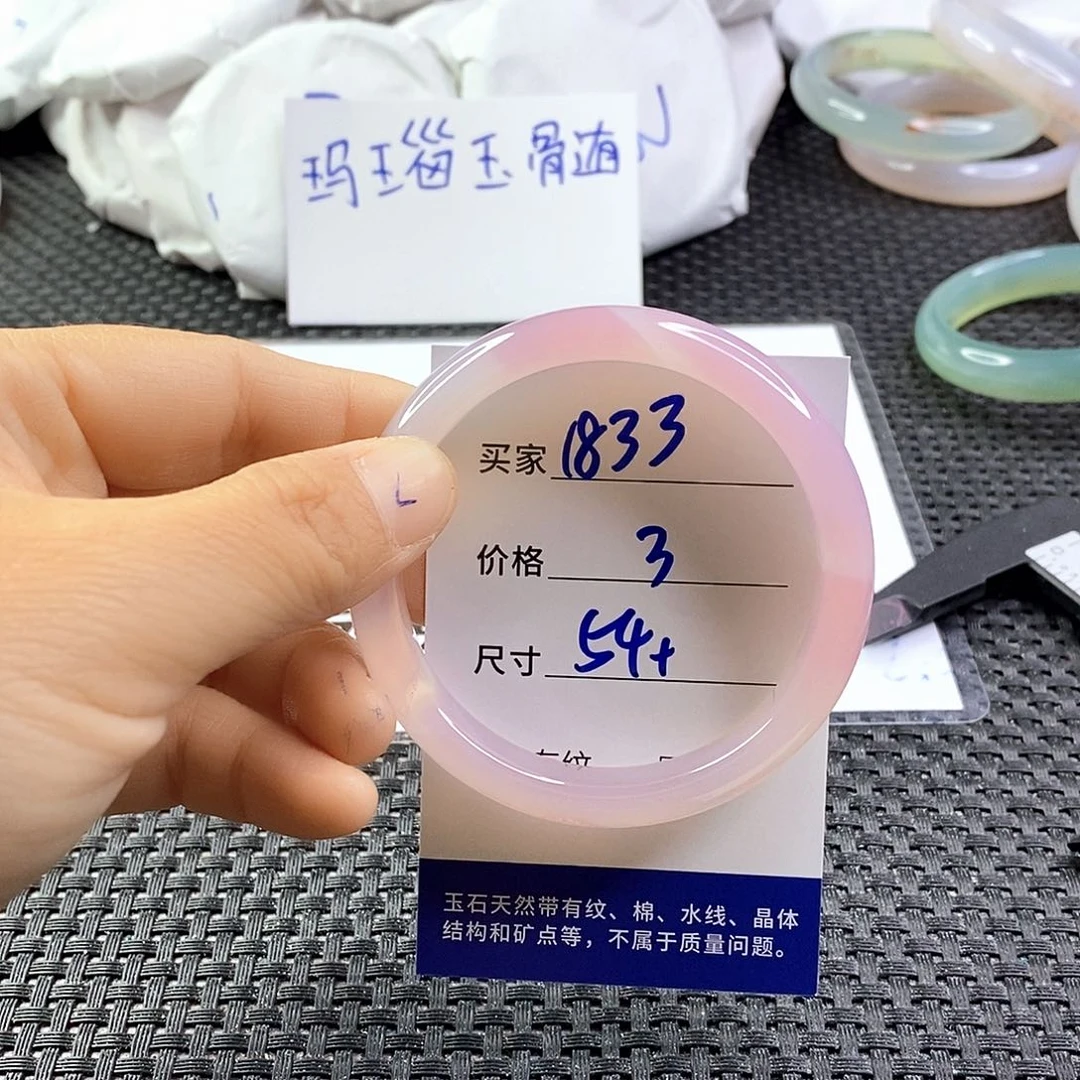 玛瑙玉骨髓
买家 1833
价格 3
尺寸 54+
玉石天然带有纹、棉、水线、晶体
结构和矿点等，不属于质量问题。